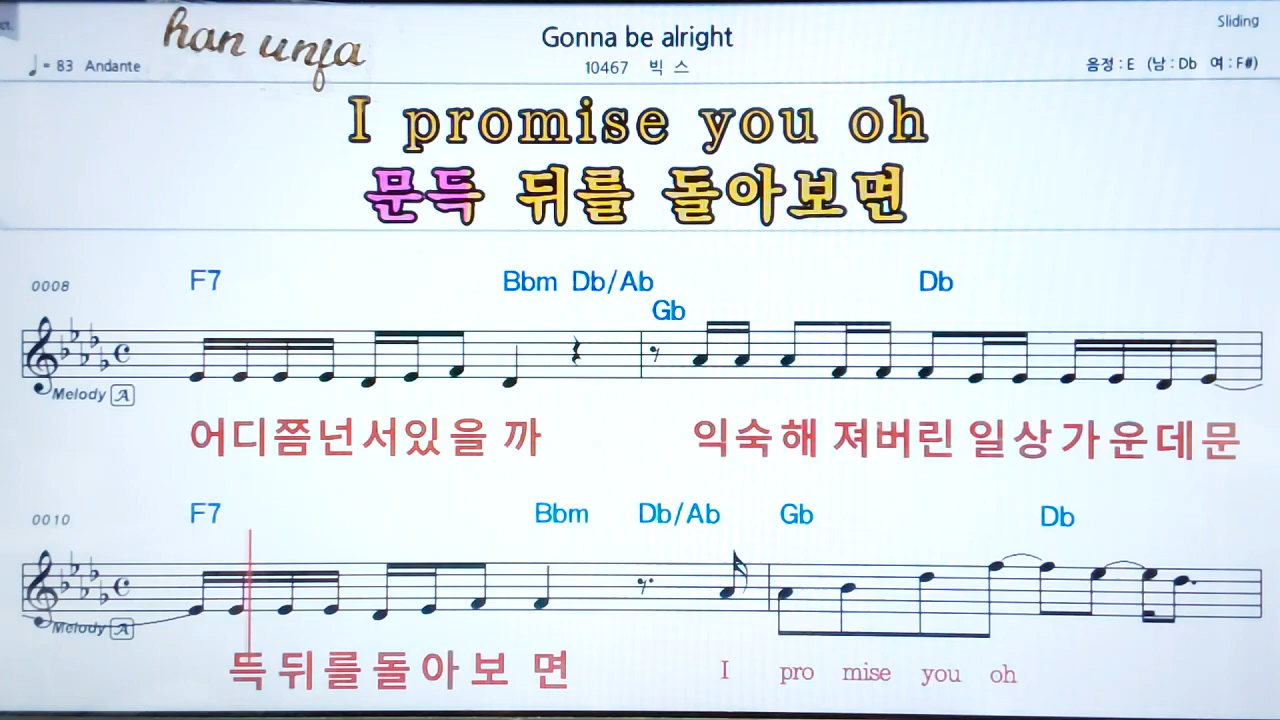 ct.
han unfa
Gonna be alright
Sliding
♩= 83 Andante
10467 빅 스
음정 : E (남 : Db 여 : F#)
I promise you oh
문득 뒤를 돌아보면
0008
F7 Bbm Db/Ab Gb Db
Melody A
어디쯤넌서있을 까 익숙해 져버린 일상가운데문
0010
F7 Bbm Db/Ab Gb Db
Melody A
득뒤를돌아보 면 I pro mise you oh